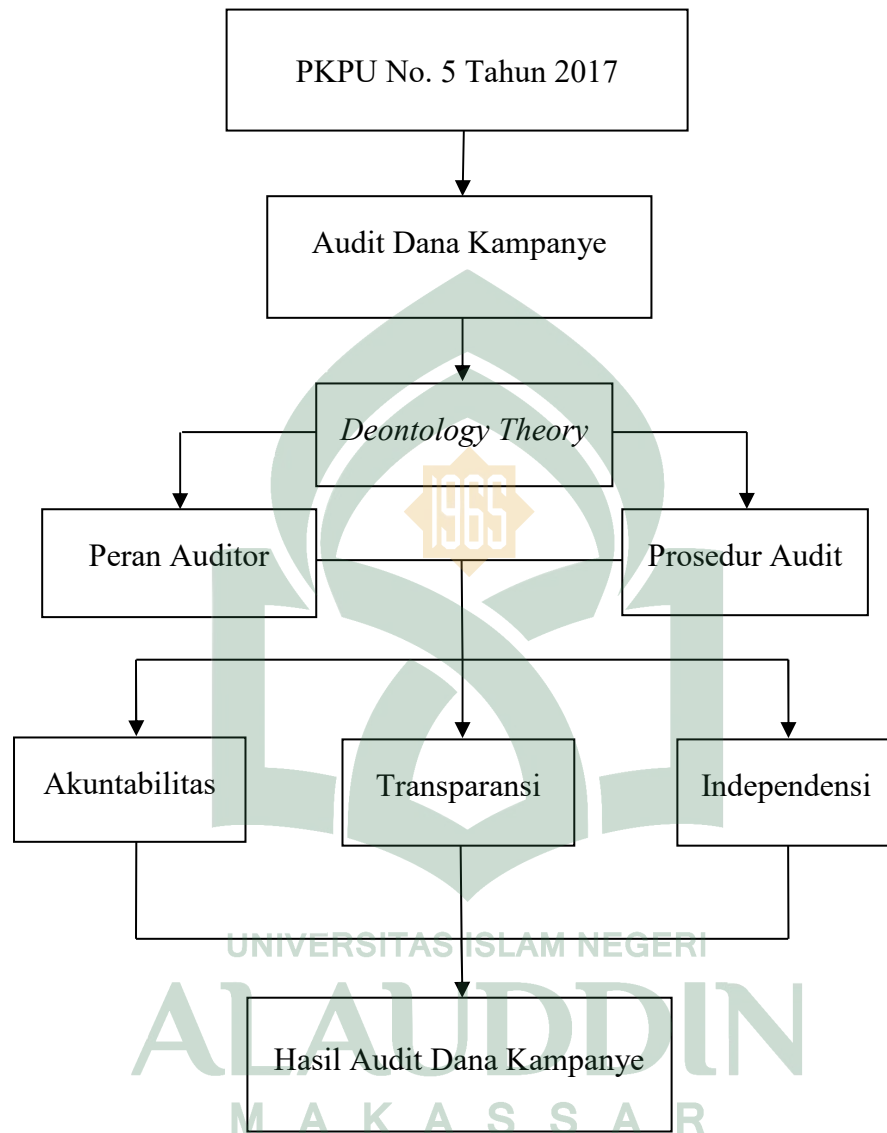 PKPU No. 5 Tahun 2017
Audit Dana Kampanye
Deontology Theory
1965
Peran Auditor
Prosedur Audit
Akuntabilitas
Transparansi
Independensi
UNIVERSITAS ISLAM NEGERI
ALAUDDIN
Hasil Audit Dana Kampanye
MAKASSAR